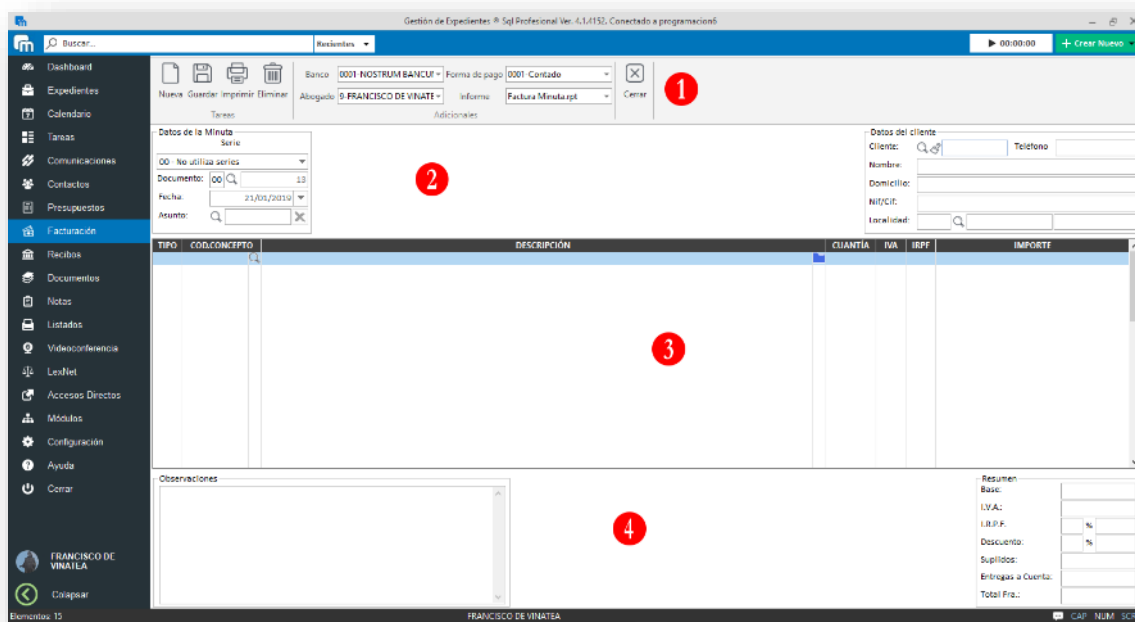 Gestión de Expedientes ® Sql Profesional Ver. 4.1.4152. Conectado a programacion6
m Buscar... Recientes 00:00:00 + Crear Nuevo
Dashboard
Expedientes
Calendario
Tareas
Comunicaciones
Contactos
Presupuestos
Facturación
Recibos
Documentos
Notas
Listados
Videoconferencia
LexNet
Accesos Directos
Módulos
Configuración
Ayuda
Cerrar
FRANCISCO DE
VINATEA
Colapsar
Banco 0001-NOSTRUM BANCU Forma de pago 0001-Contado
Nueva Guardar Imprimir Eliminar Abogado 9-FRANCISCO DE VINATE Informe Factura Minuta.rpt Cerrar
Tareas Adicionales
1
Datos de la Minuta
Serie
00 - No utiliza series
Documento: 00 13
Fecha: 21/01/2019
Asunto:
2
Datos del cliente
Cliente: Teléfono
Nombre:
Domicilio:
Nif/Cif:
Localidad:
TIPO COD.CONCEPTO DESCRIPCIÓN CUANTÍA IVA IRPF IMPORTE
3
Observaciones
4
Resumen
Base:
I.V.A.:
I.R.P.F. %
Descuento: %
Suplidos:
Entregas a Cuenta:
Total Fra.:
Elementos: 15 FRANCISCO DE VINATEA CAP NUM SCR